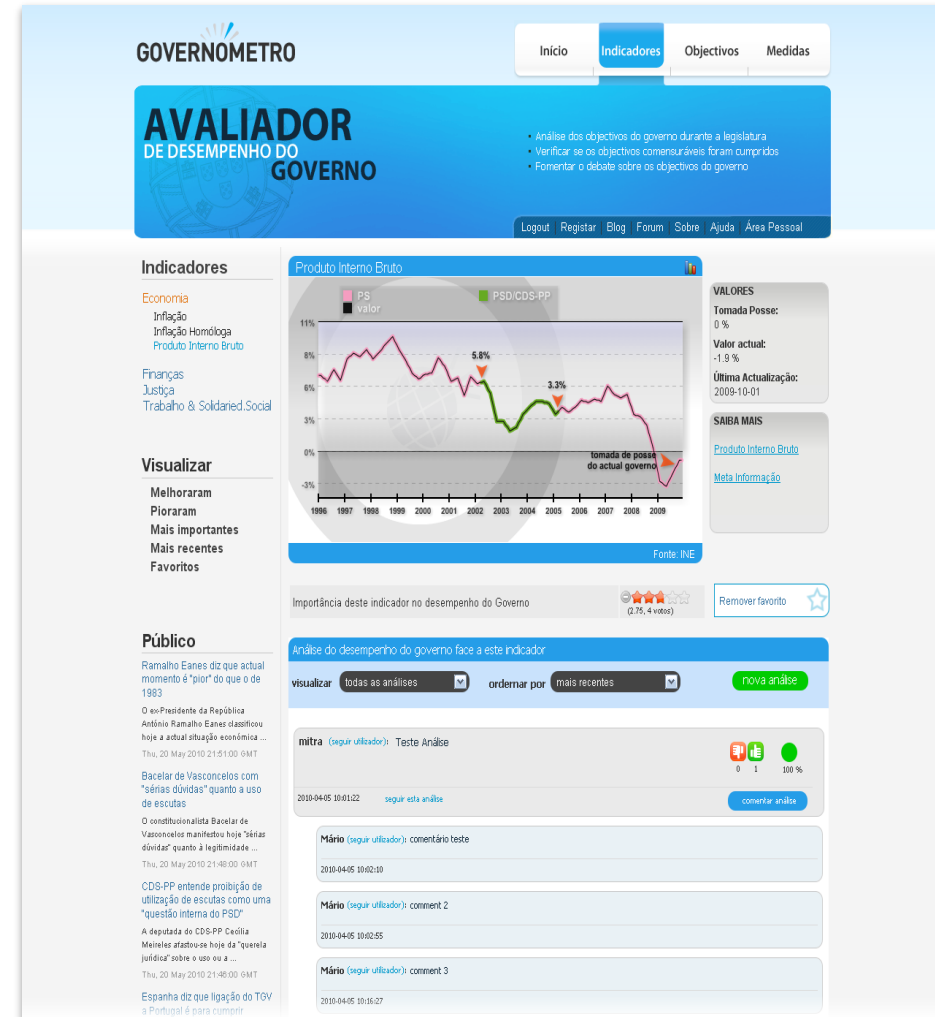 GOVERNÓMETRO
Início
Indicadores
Objectivos
Medidas
AVALIADOR
DE DESEMPENHO DO
GOVERNO
• Análise dos objectivos do governo durante a legislatura
• Verificar se os objectivos comensuráveis foram cumpridos
• Fomentar o debate sobre os objectivos do governo
Logout | Registar | Blog | Forum | Sobre | Ajuda | Área Pessoal
Indicadores
Economia
Inflação
Inflação Homóloga
Produto Interno Bruto
Finanças
Justiça
Trabalho & Solidaried.Social
Visualizar
Melhoraram
Pioraram
Mais importantes
Mais recentes
Favoritos
Público
Ramalho Eanes diz que actual
momento é "pior" do que o de
1983
O ex-Presidente da República
António Ramalho Eanes classificou
hoje a actual situação económica ...
Thu, 20 May 2010 21:51:00 GMT
Bacelar de Vasconcelos com
"sérias dúvidas" quanto a uso
de escutas
O constitucionalista Bacelar de
Vasconcelos manifestou hoje "sérias
dúvidas" quanto à legitimidade ...
Thu, 20 May 2010 21:48:00 GMT
CDS-PP entende proibição de
utilização de escutas como uma
"questão interna do PSD"
A deputada do CDS-PP Cecília
Meireles afastou-se hoje da "querela
jurídica" sobre o uso ou a ...
Thu, 20 May 2010 21:46:00 GMT
Espanha diz que ligação do TGV
a Portugal é para cumprir
Produto Interno Bruto
PS
PSD/CDS-PP
valor
11%
8%
6%
3%
0%
-3%
5.8%
3.3%
tomada de posse
do actual governo
1996 1997 1998 1999 2000 2001 2002 2003 2004 2005 2006 2007 2008 2009
Fonte: INE
VALORES
Tomada Posse:
0 %
Valor actual:
-1.9 %
Última Actualização:
2009-10-01
SAIBA MAIS
Produto Interno Bruto
Meta Informação
Importância deste indicador no desempenho do Governo
(2.75, 4 votos)
Remover favorito
Análise do desempenho do governo face a este indicador
visualizar
todas as análises
ordernar por
mais recentes
nova análise
mitra (seguir utilizador): Teste Análise
0 1 100 %
2010-04-05 10:01:22
seguir esta análise
comentar análise
Mário (seguir utilizador): comentário teste
2010-04-05 10:02:10
Mário (seguir utilizador): comment 2
2010-04-05 10:02:55
Mário (seguir utilizador): comment 3
2010-04-05 10:16:27